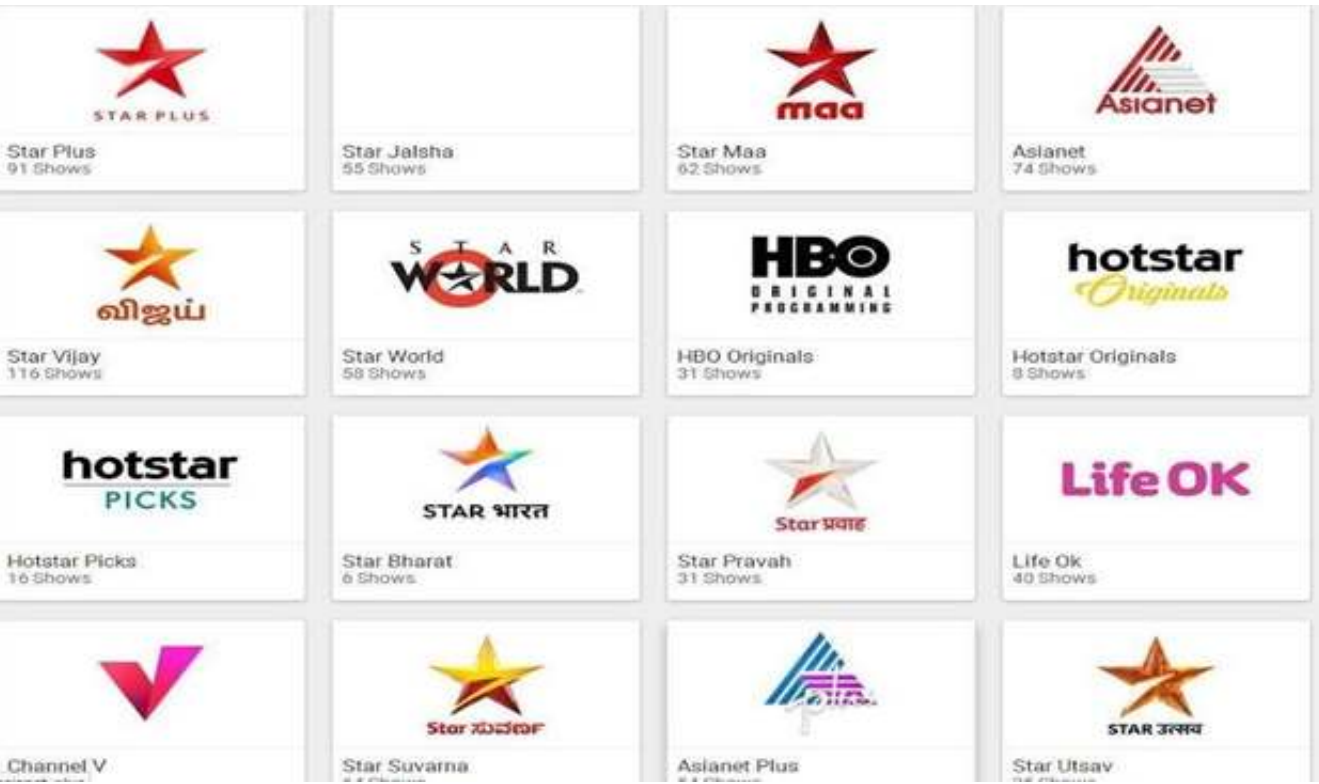 STAR PLUS
Star Plus
91 Shows
Star Jalsha
55 Shows
maa
Star Maa
62 Shows
Asianet
Asianet
74 Shows
விஜய்
Star Vijay
116 Shows
STAR
WORLD
Star World
58 Shows
HBO
ORIGINAL
PROGRAMMING
HBO Originals
31 Shows
hotstar
Originals
Hotstar Originals
8 Shows
hotstar
PICKS
Hotstar Picks
16 Shows
STAR भारत
Star Bharat
6 Shows
Star प्रवाह
Star Pravah
31 Shows
Life OK
Life Ok
40 Shows
Channel V
Star ಸುವರ್ಣ
Star Suvarna
plus
Asianet Plus
STAR उत्सव
Star Utsav